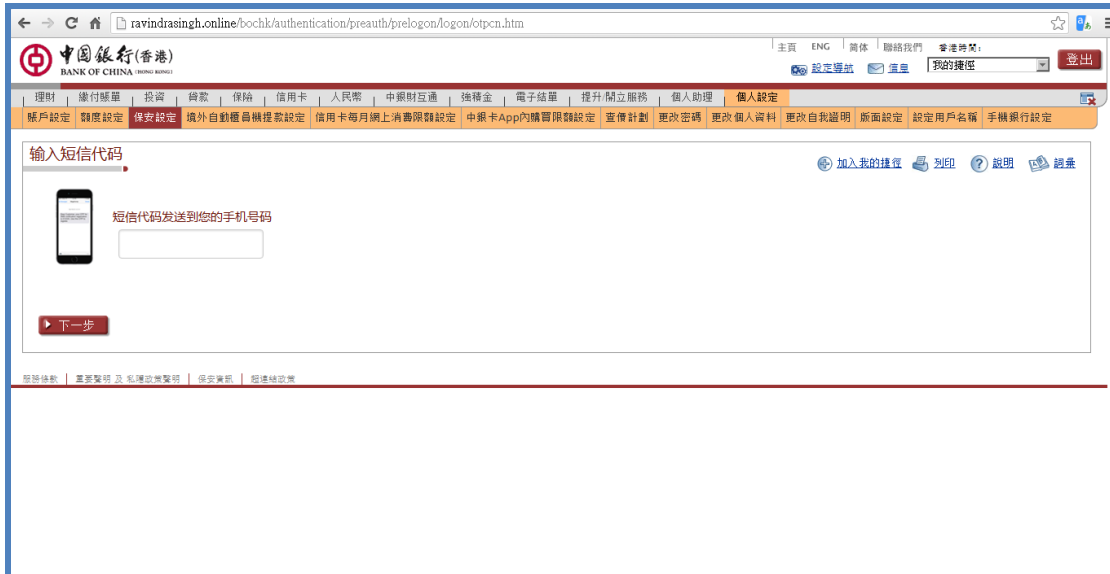 ravindrasingh.online/bochk/authentication/preauth/prelogon/logon/otpcn.htm
中国银行(香港)
BANK OF CHINA (HONG KONG)
主頁 ENG 简体 聯絡我們 香港時間:
設定導航 信息 我的捷徑 登出
理財 繳付賬單 投資 貸款 保險 信用卡 人民幣 中銀財互通 強積金 電子結單 提升/開立服務 個人助理 個人設定
賬戶設定 額度設定 保安設定 境外自動櫃員機提款設定 信用卡每月網上消費限額設定 中銀卡App內購買限額設定 查價計劃 更改密碼 更改個人資料 更改自我證明 版面設定 設定用戶名稱 手機銀行設定
输入短信代码
加入我的捷徑 列印 說明 詞彙
短信代码发送到您的手机号码
下一步
服務條款 重要聲明 及 私隱政策聲明 保安資訊 超連結政策